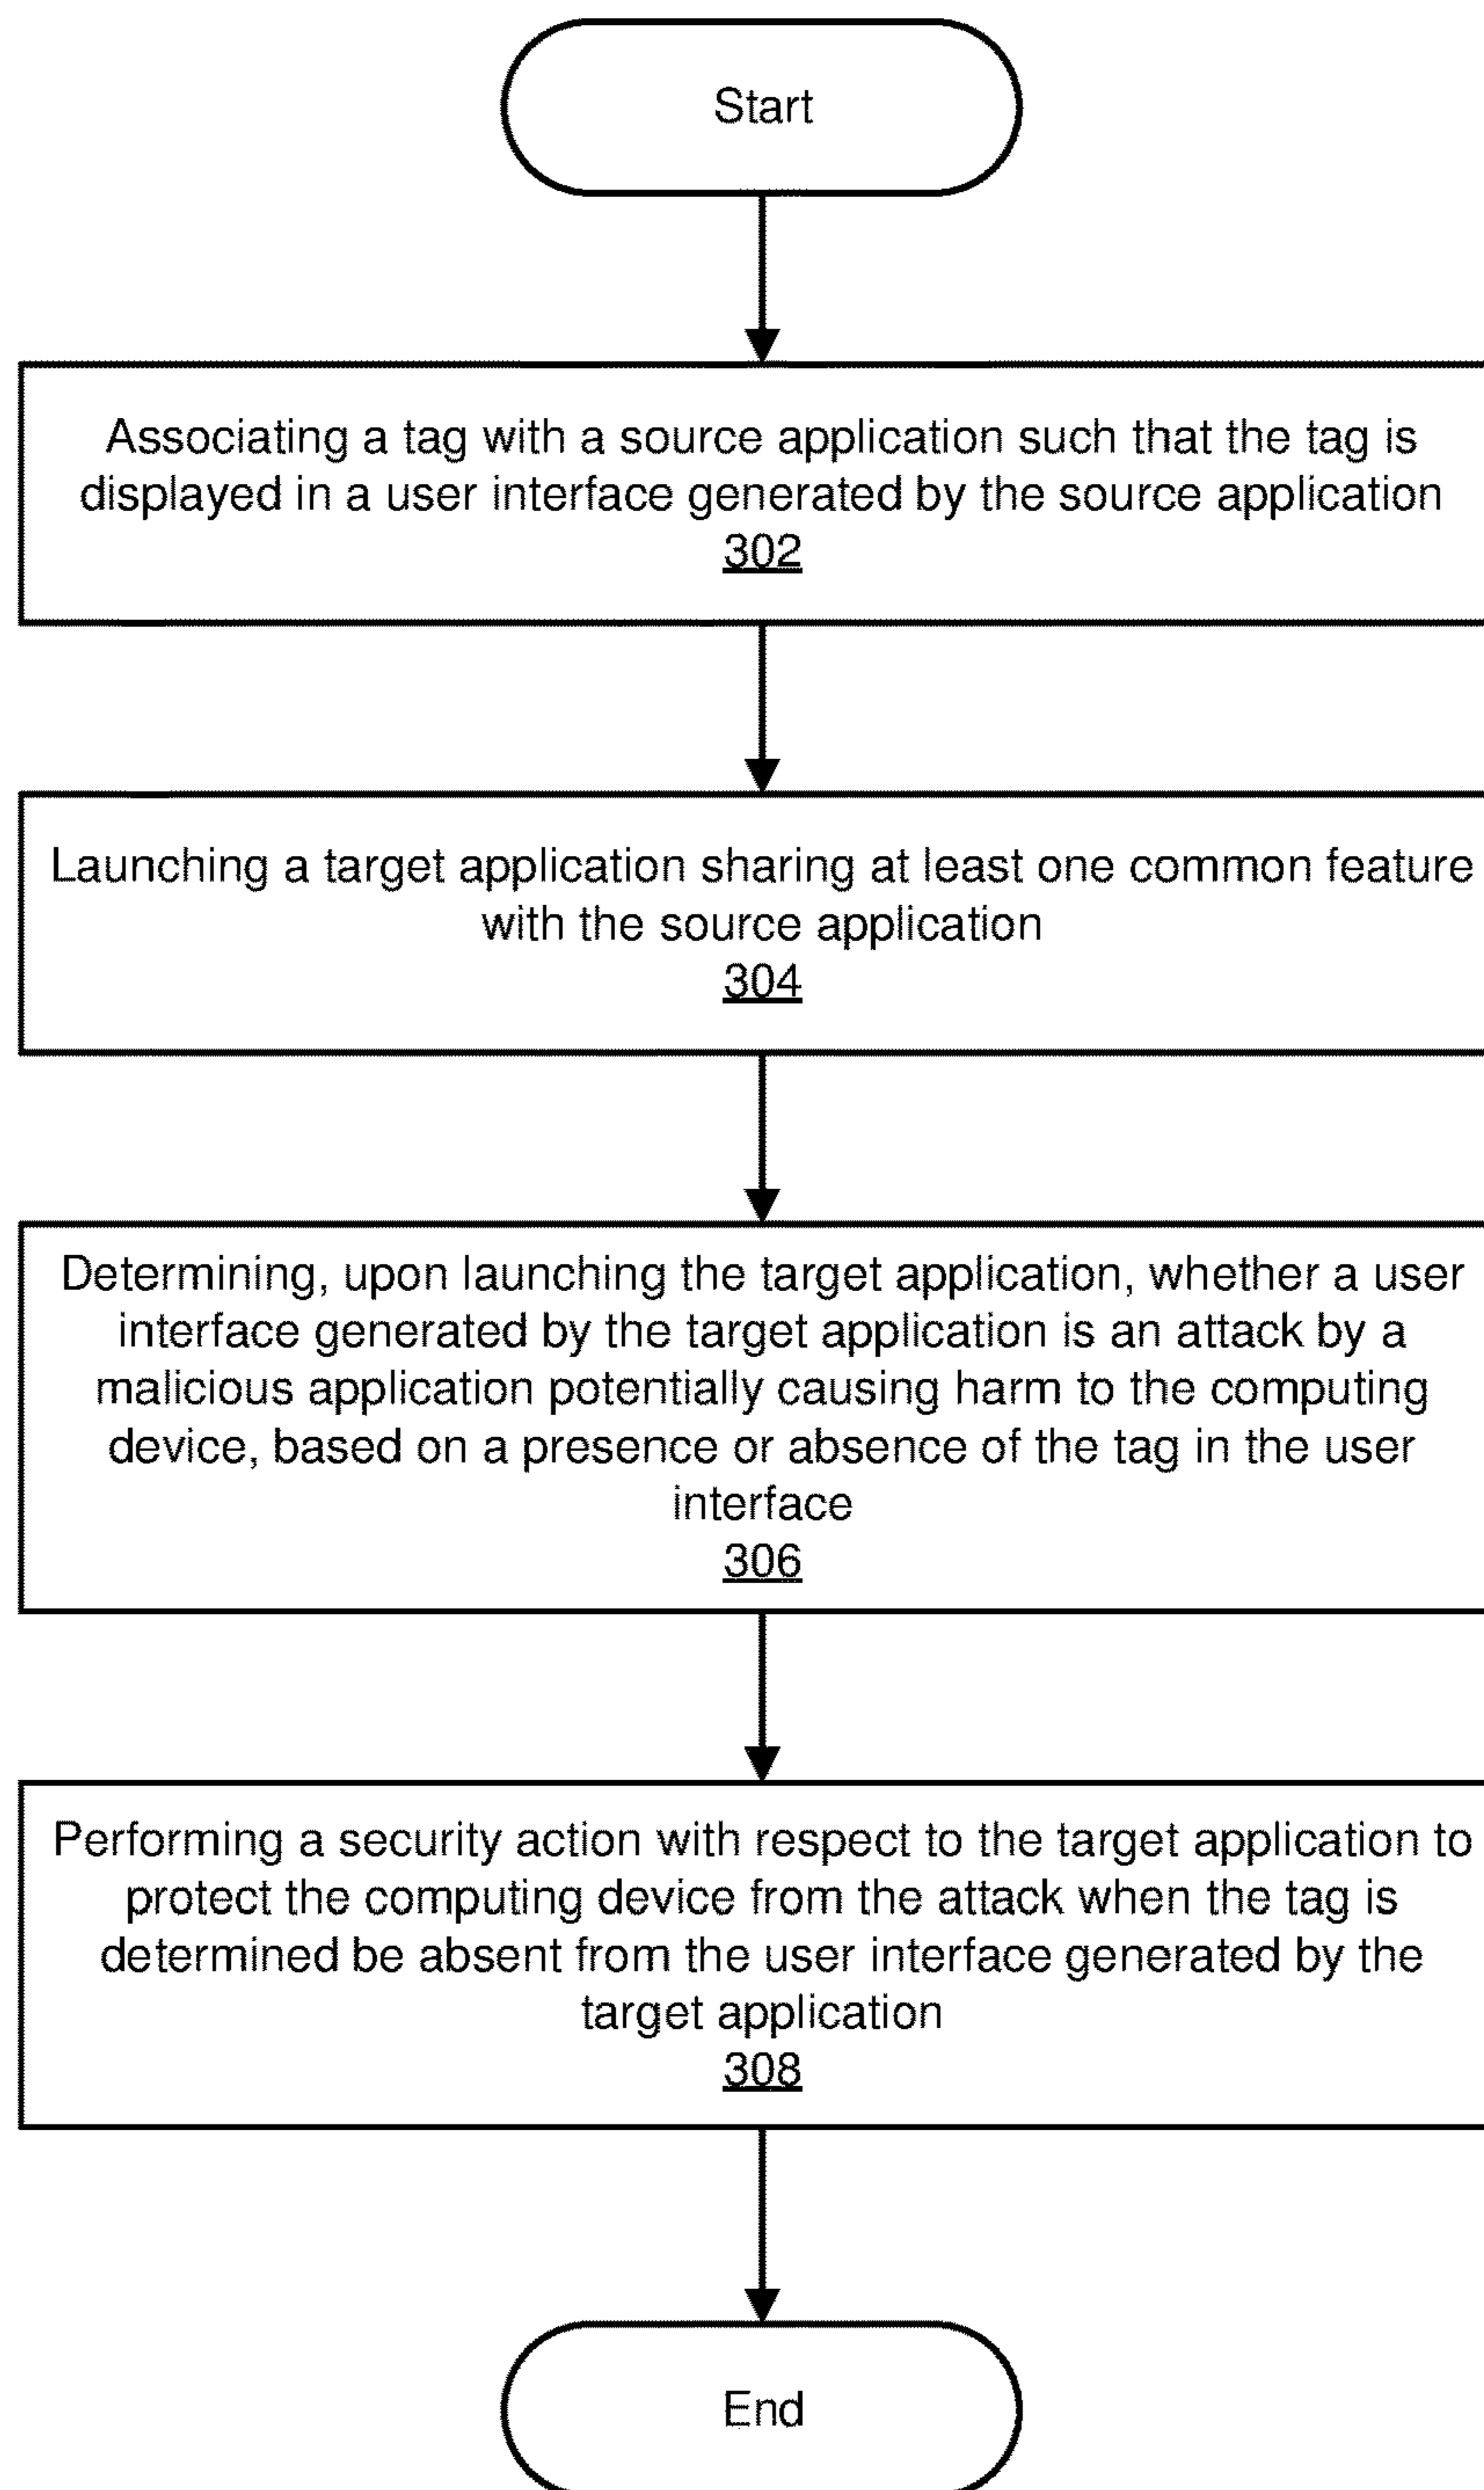 Start
Associating a tag with a source application such that the tag is
displayed in a user interface generated by the source application
302
Launching a target application sharing at least one common feature
with the source application
304
Determining, upon launching the target application, whether a user
interface generated by the target application is an attack by a
malicious application potentially causing harm to the computing
device, based on a presence or absence of the tag in the user
interface
306
Performing a security action with respect to the target application to
protect the computing device from the attack when the tag is
determined be absent from the user interface generated by the
target application
308
End